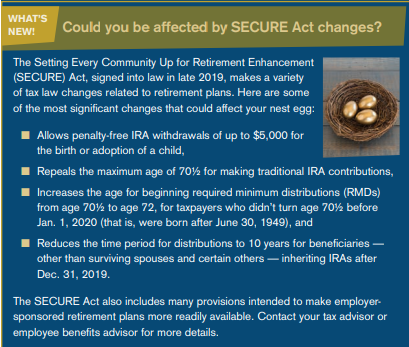 WHAT'S
NEW!
Could you be affected by SECURE Act changes?
The Setting Every Community Up for Retirement Enhancement
(SECURE) Act, signed into law in late 2019, makes a variety
of tax law changes related to retirement plans. Here are some
of the most significant changes that could affect your nest egg:
■ Allows penalty-free IRA withdrawals of up to $5,000 for
the birth or adoption of a child,
■ Repeals the maximum age of 70½ for making traditional IRA contributions,
■ Increases the age for beginning required minimum distributions (RMDs)
from age 70½ to age 72, for taxpayers who didn't turn age 70½ before
Jan. 1, 2020 (that is, were born after June 30, 1949), and
■ Reduces the time period for distributions to 10 years for beneficiaries —
other than surviving spouses and certain others — inheriting IRAs after
Dec. 31, 2019.
The SECURE Act also includes many provisions intended to make employer-
sponsored retirement plans more readily available. Contact your tax advisor or
employee benefits advisor for more details.